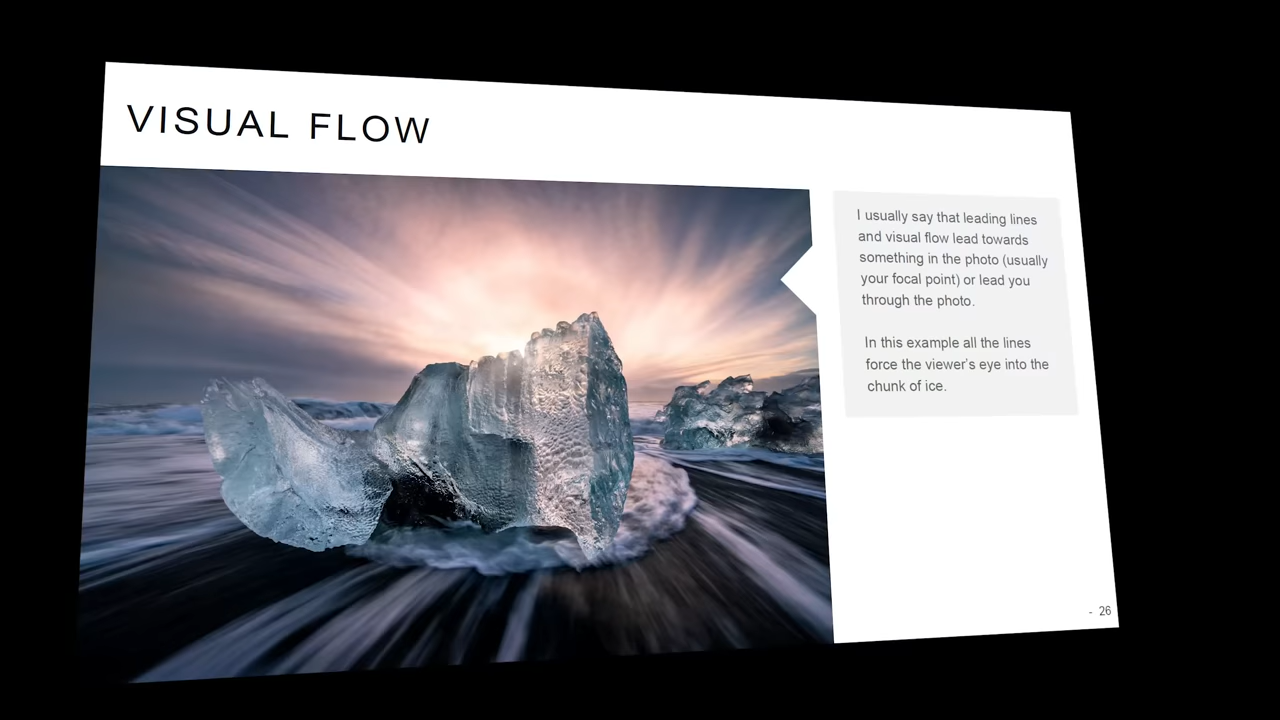 VISUAL FLOW
I usually say that leading lines
and visual flow lead towards
something in the photo (usually
your focal point) or lead you
through the photo.
In this example all the lines
force the viewer's eye into the
chunk of ice.
- 26